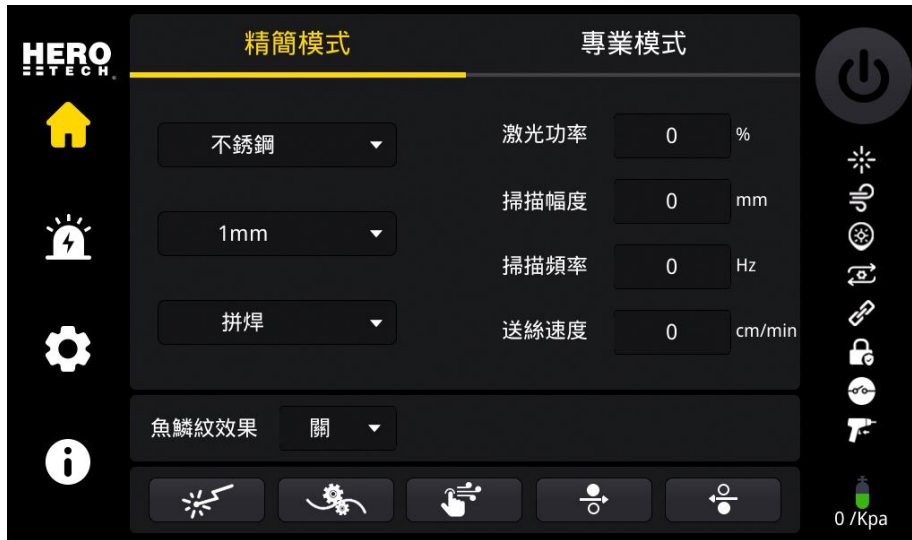 HERO
TECH
精簡模式
專業模式
不銹鋼
1mm
拼焊
激光功率 0 %
掃描幅度 0 mm
掃描頻率 0 Hz
送絲速度 0 cm/min
魚鱗紋效果 關
0 /Kpa